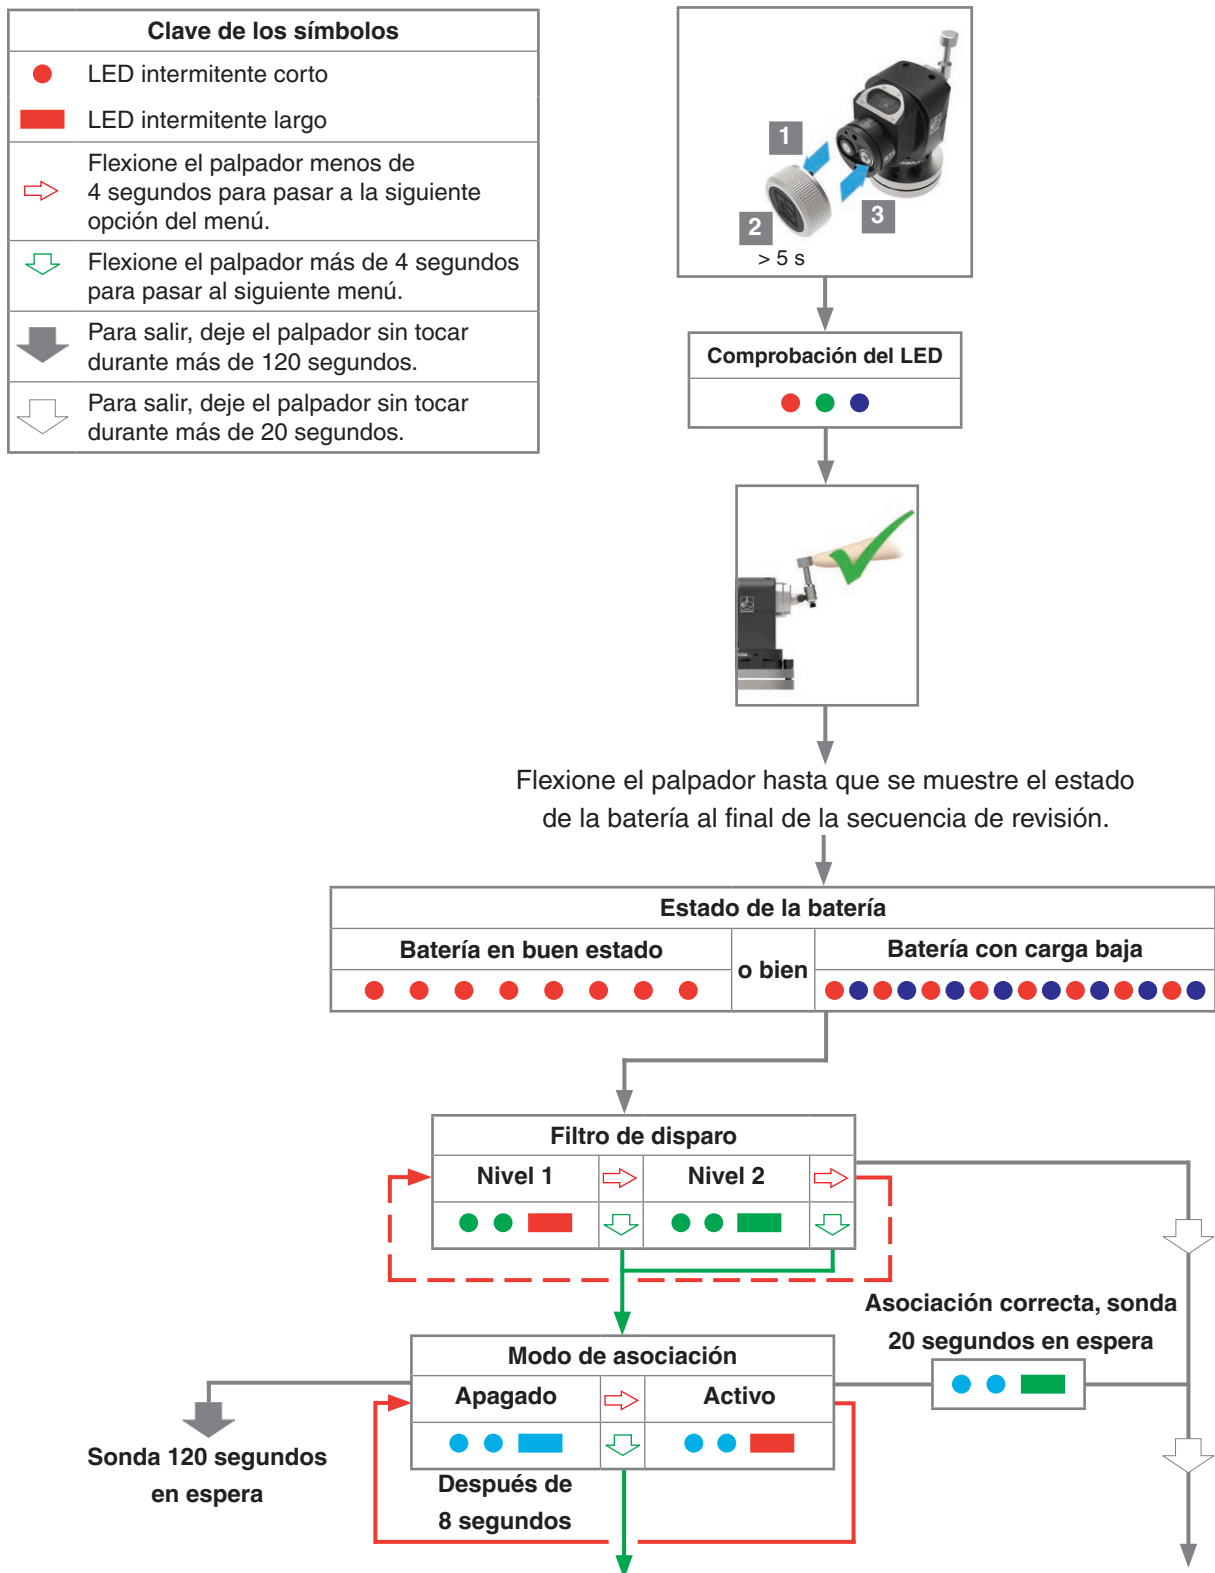 Clave de los símbolos
LED intermitente corto
LED intermitente largo
Flexione el palpador menos de
4 segundos para pasar a la siguiente
opción del menú.
Flexione el palpador más de 4 segundos
para pasar al siguiente menú.
Para salir, deje el palpador sin tocar
durante más de 120 segundos.
Para salir, deje el palpador sin tocar
durante más de 20 segundos.
1
2
3
> 5 s
Comprobación del LED
Flexione el palpador hasta que se muestre el estado
de la batería al final de la secuencia de revisión.
Estado de la batería
Batería en buen estado
o bien
Batería con carga baja
Filtro de disparo
Nivel 1
Nivel 2
Asociación correcta, sonda
20 segundos en espera
Modo de asociación
Apagado
Activo
Sonda 120 segundos
en espera
Después de
8 segundos